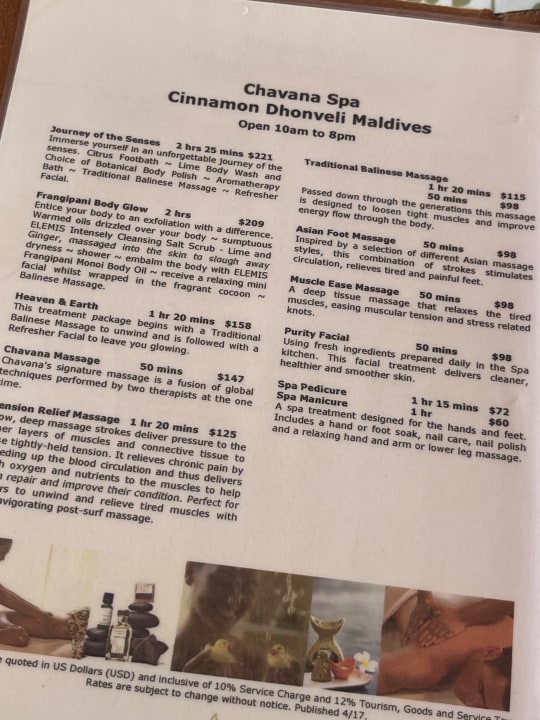 Chavana Spa
Cinnamon Dhonveli Maldives
Open 10am to 8pm
Journey of the Senses 2 hrs 25 mins $221
Immerse yourself in an unforgettable journey of the
senses. Citrus Footbath ~ Lime Body Wash and
Choice of Botanical Body Polish ~ Aromatherapy
Bath ~ Traditional Balinese Massage ~ Refresher
Facial.
Frangipani Body Glow 2 hrs $209
Entice your body to an exfoliation with a difference.
Warmed oil is drizzled over your body ~ sumptuous
ELEMIS Intensely Cleansing Salt Scrub - Lime and
Ginger, massaged into the skin to slough away
dryness ~ shower ~ embalm the body with ELEMIS
Frangipani Monoi Body Oil ~ receive a relaxing mini
facial whilst wrapped in the fragrant cocoon ~
Balinese Massage.
Heaven & Earth 1 hr 20 mins $158
This treatment package begins with a Traditional
Balinese Massage to unwind and is followed with a
Refresher Facial to leave you glowing.
Chavana Massage 50 mins $147
Chavana's signature massage is a fusion of global
techniques performed by two therapists at the one
ime.
ension Relief Massage 1 hr 20 mins $125
ow, deep massage strokes deliver pressure to the
er layers of muscles and connective tissue to
e tightly-held tension. It relieves chronic pain by
eding up the blood circulation and thus delivers
h oxygen and nutrients to the muscles to help
repair and improve their condition. Perfect for
rs to unwind and relieve tired muscles with
nvigorating post-surf massage.
Traditional Balinese Massage
1 hr 20 mins $115
50 mins $98
Passed down through the generations this massage
is designed to loosen tight muscles and improve
energy flow through the body.
Asian Foot Massage 50 mins $98
Inspired by a selection of different Asian massage
styles, this combination of strokes stimulates
circulation, relieves tired and painful feet.
Muscle Ease Massage 50 mins $98
A deep tissue massage that relaxes the tired
muscles, easing muscular tension and stress related
knots.
Purity Facial 50 mins $98
Using fresh ingredients prepared daily in the Spa
kitchen. This facial treatment delivers cleaner,
healthier and smoother skin.
Spa Pedicure 1 hr 15 mins $72
Spa Manicure 1 hr $60
A spa treatment designed for the hands and feet.
Includes a hand or foot soak, nail care, nail polish
and a relaxing hand and arm or lower leg massage.
e quoted in US Dollars (USD) and inclusive of 10% Service Charge and 12% Tourism, Goods and Service
Rates are subject to change without notice. Published 4/17.